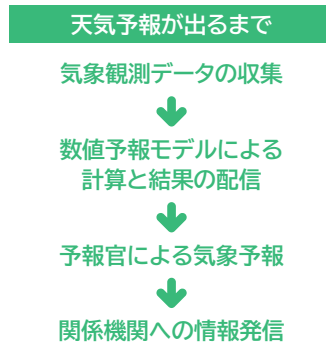 天気予報が出るまで
気象観測データの収集
数値予報モデルによる
計算と結果の配信
予報官による気象予報
関係機関への情報発信